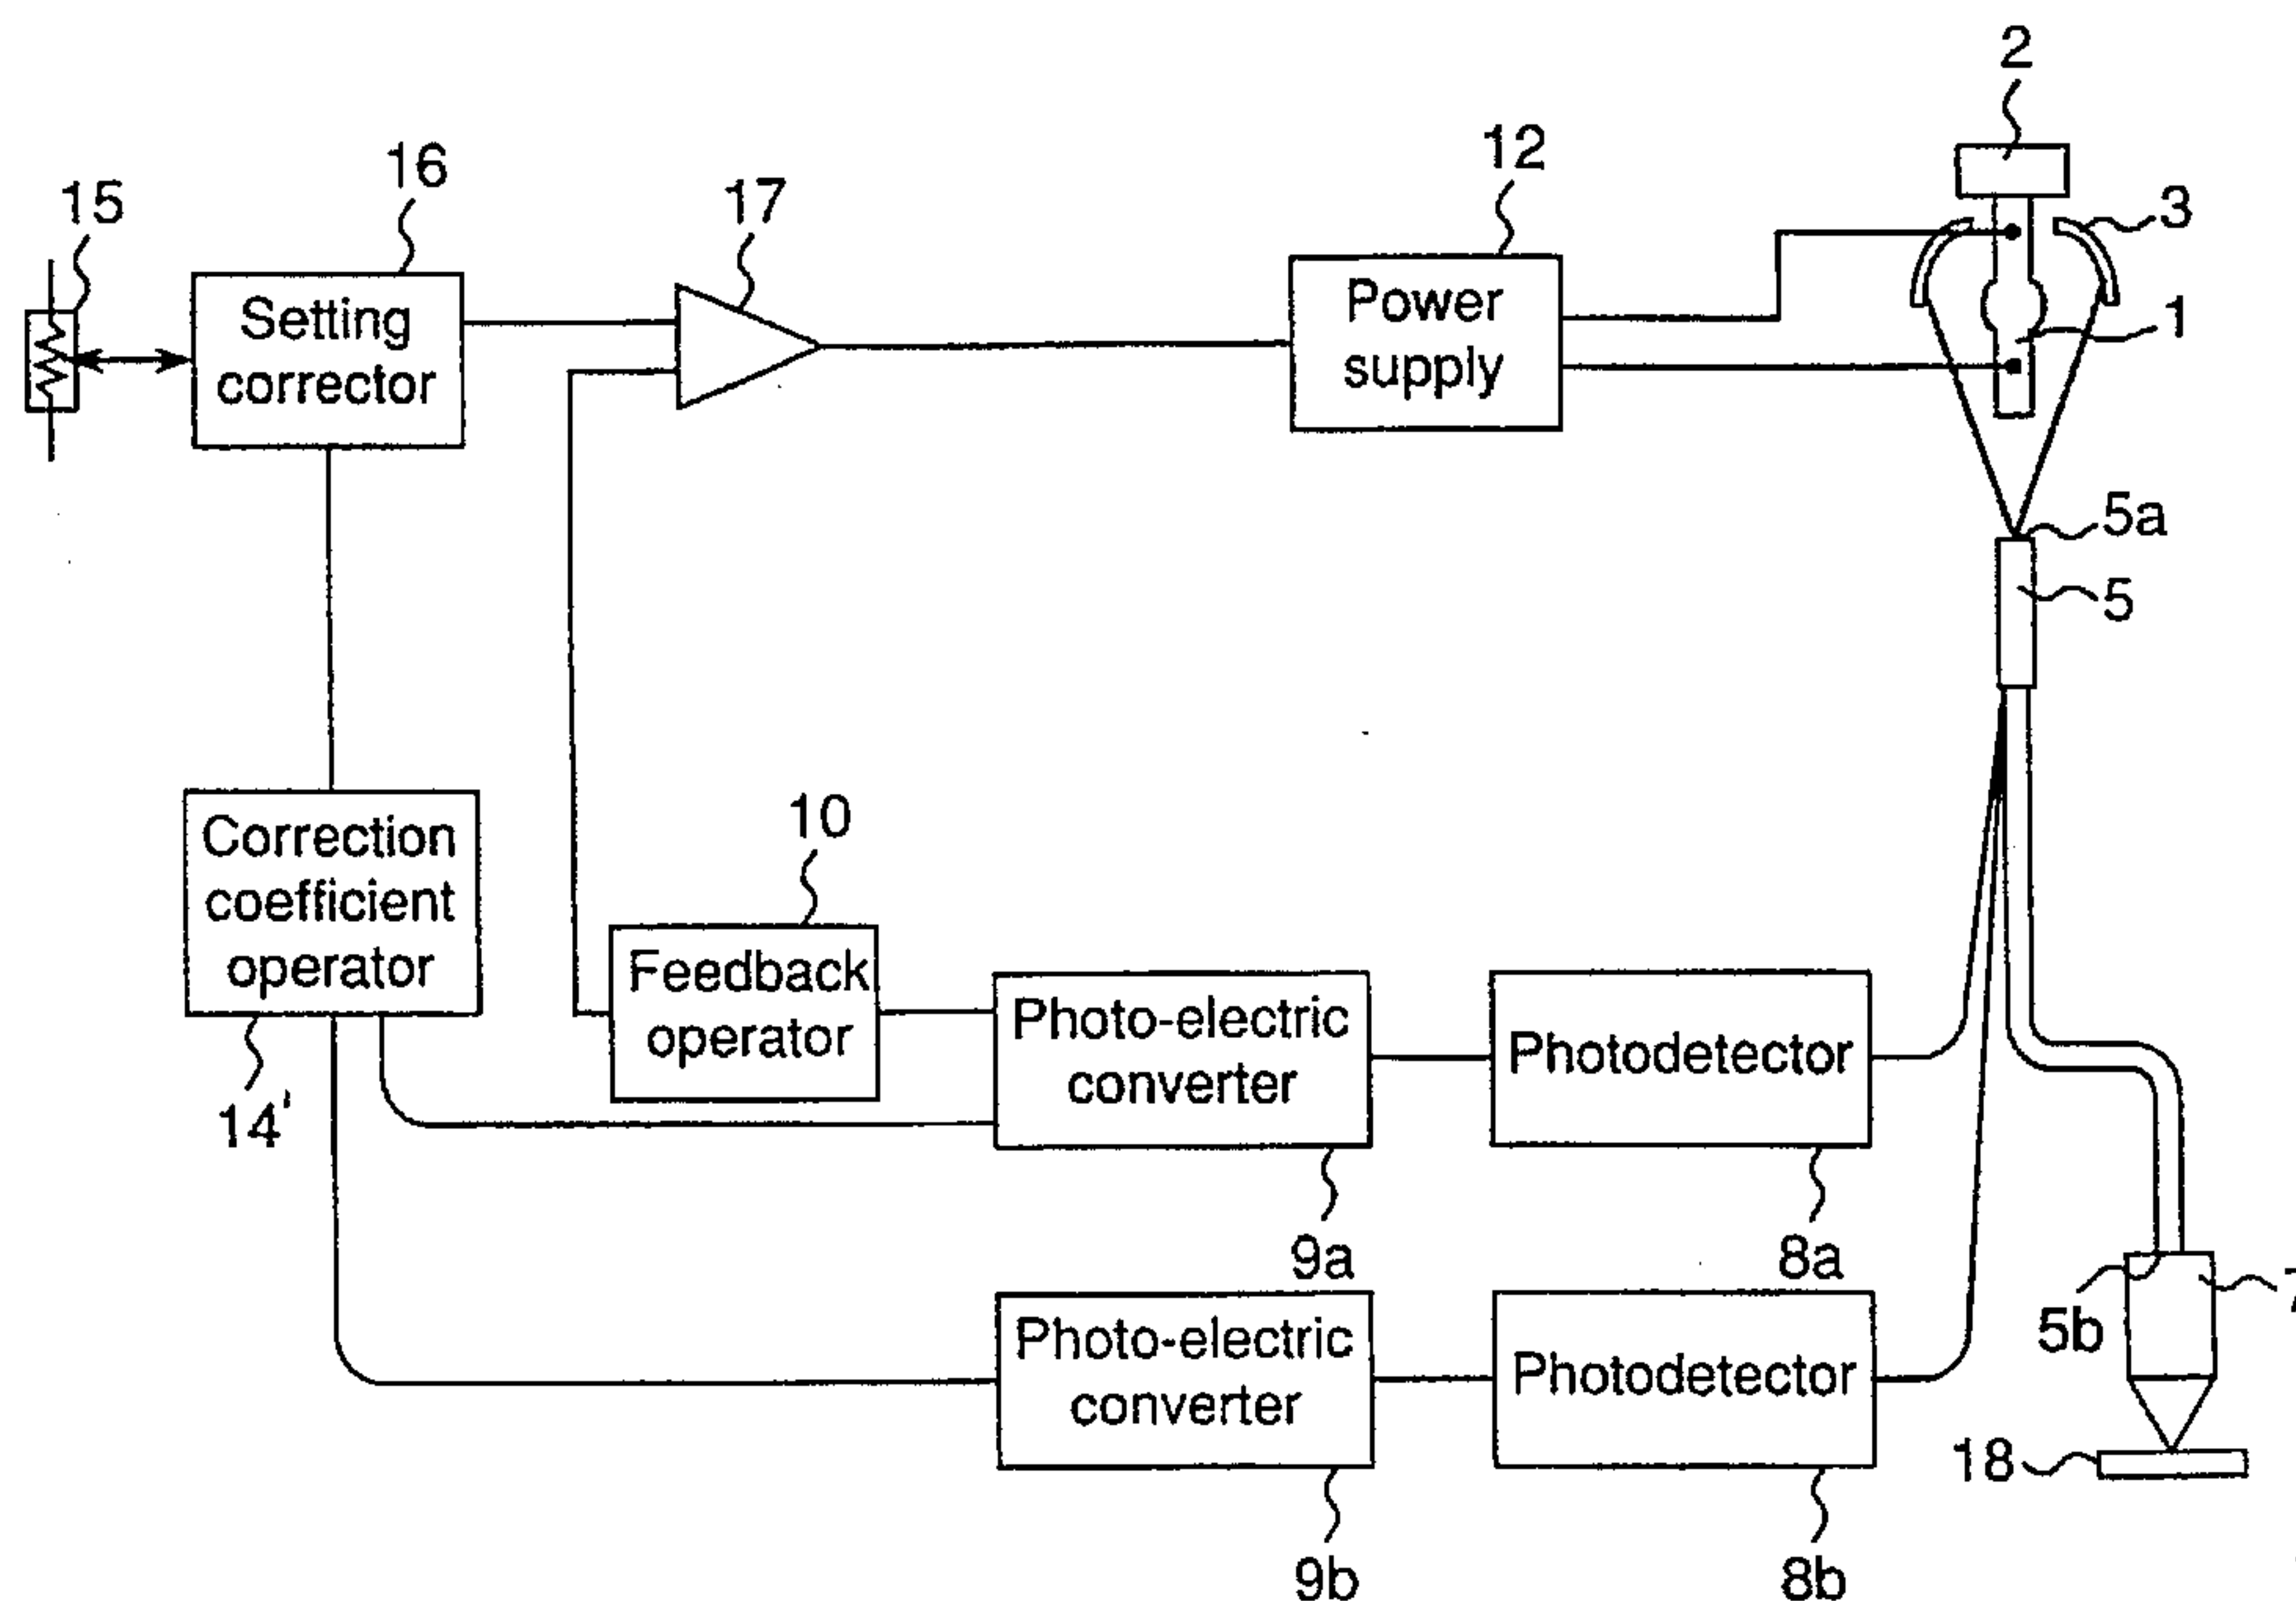 2
12
16
3
15
17
Setting
corrector
Power
supply
1
5a
5
10
Correction
coefficient
operator
Feedback
operator
Photo-electric
converter
Photodetector
14'
9a
8a
7
5b
Photo-electric
converter
Photodetector
18
9b
8b